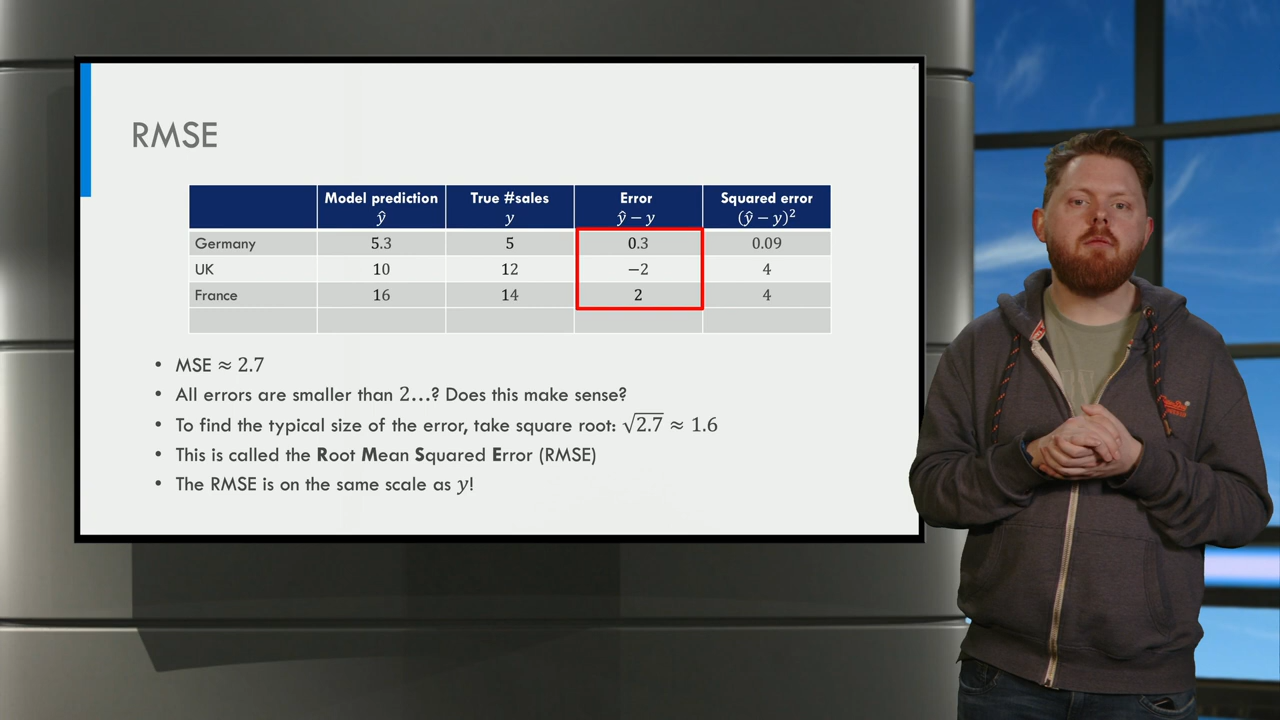 RMSE
Model prediction True #sales Error Squared error
ŷ y ŷ − y (ŷ − y)²
Germany 5.3 5 0.3 0.09
UK 10 12 −2 4
France 16 14 2 4
• MSE ≈ 2.7
• All errors are smaller than 2…? Does this make sense?
• To find the typical size of the error, take square root: √2.7 ≈ 1.6
• This is called the Root Mean Squared Error (RMSE)
• The RMSE is on the same scale as y!